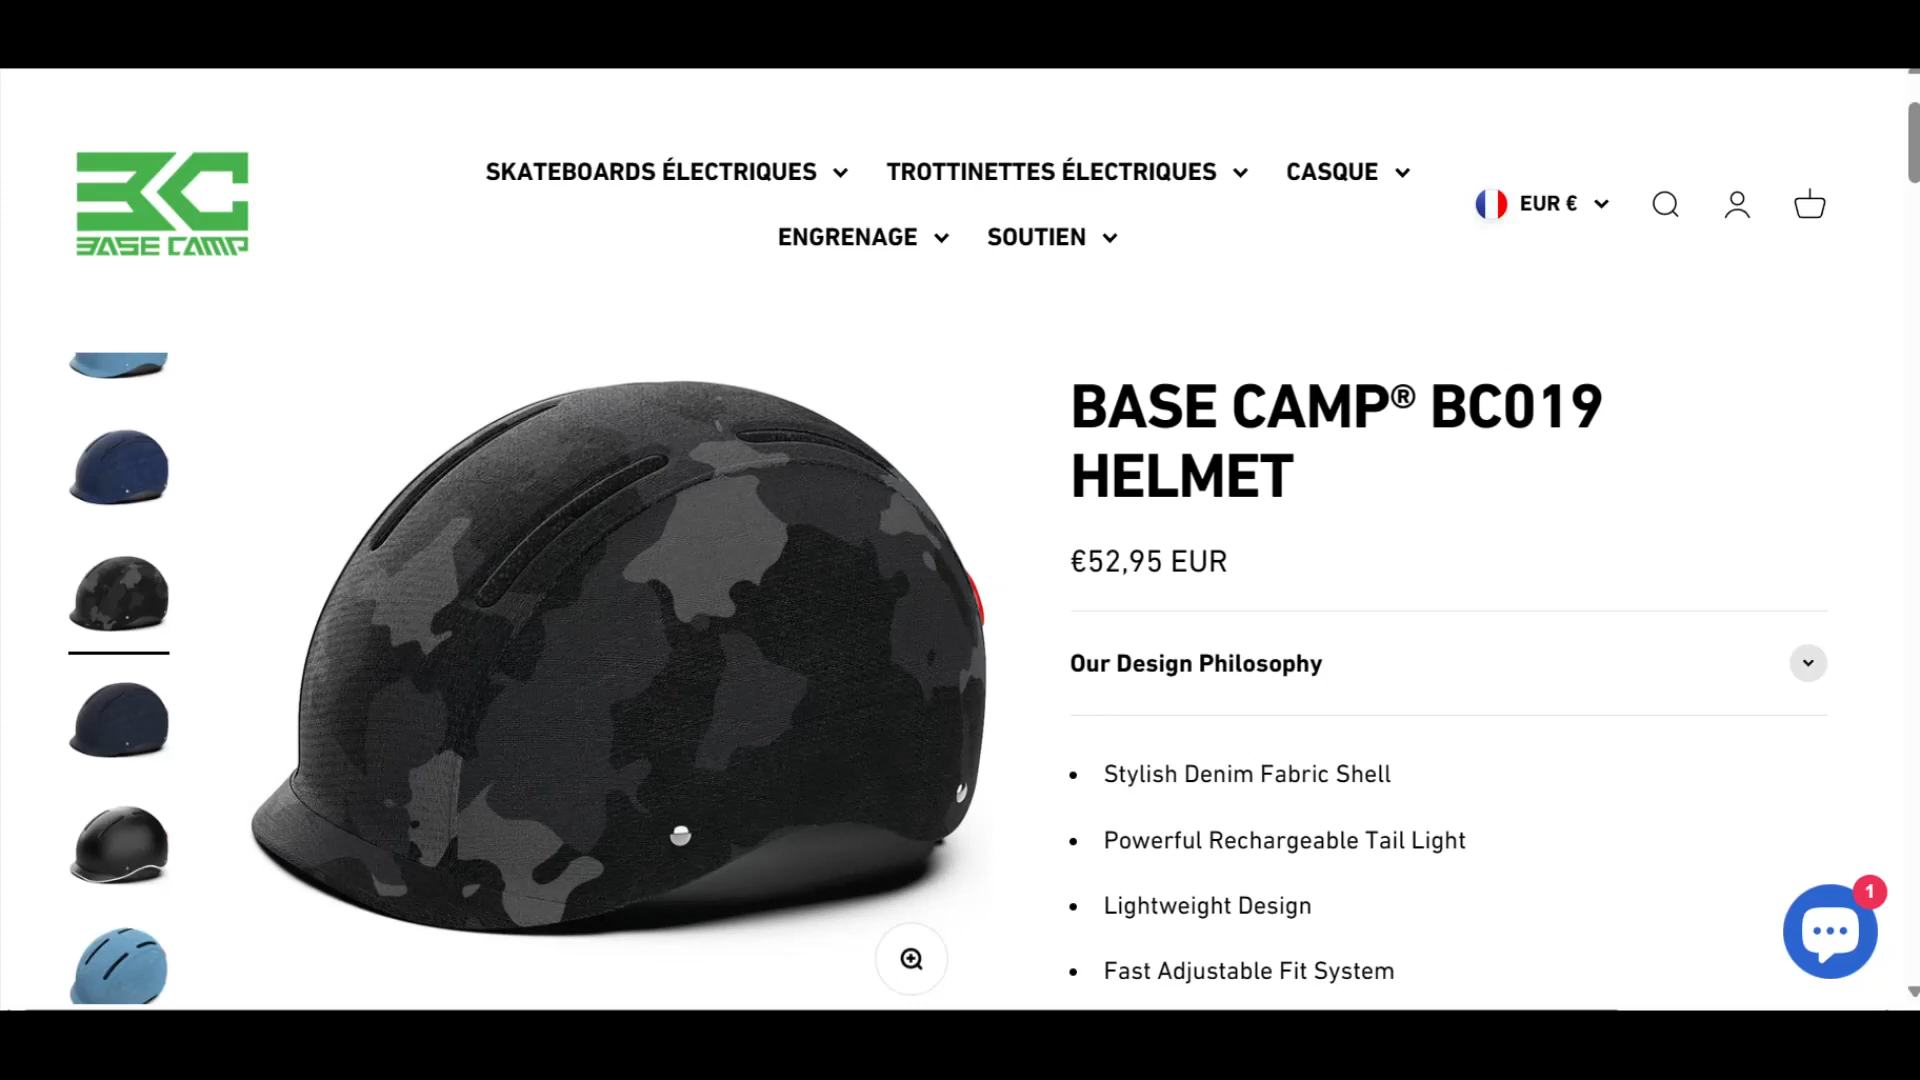 BASE CAMP
SKATEBOARDS ÉLECTRIQUES
TROTTINETTES ÉLECTRIQUES
CASQUE
ENGRENAGE
SOUTIEN
EUR €
BASE CAMP® BC019
HELMET
€52,95 EUR
Our Design Philosophy
• Stylish Denim Fabric Shell
• Powerful Rechargeable Tail Light
• Lightweight Design
• Fast Adjustable Fit System
1